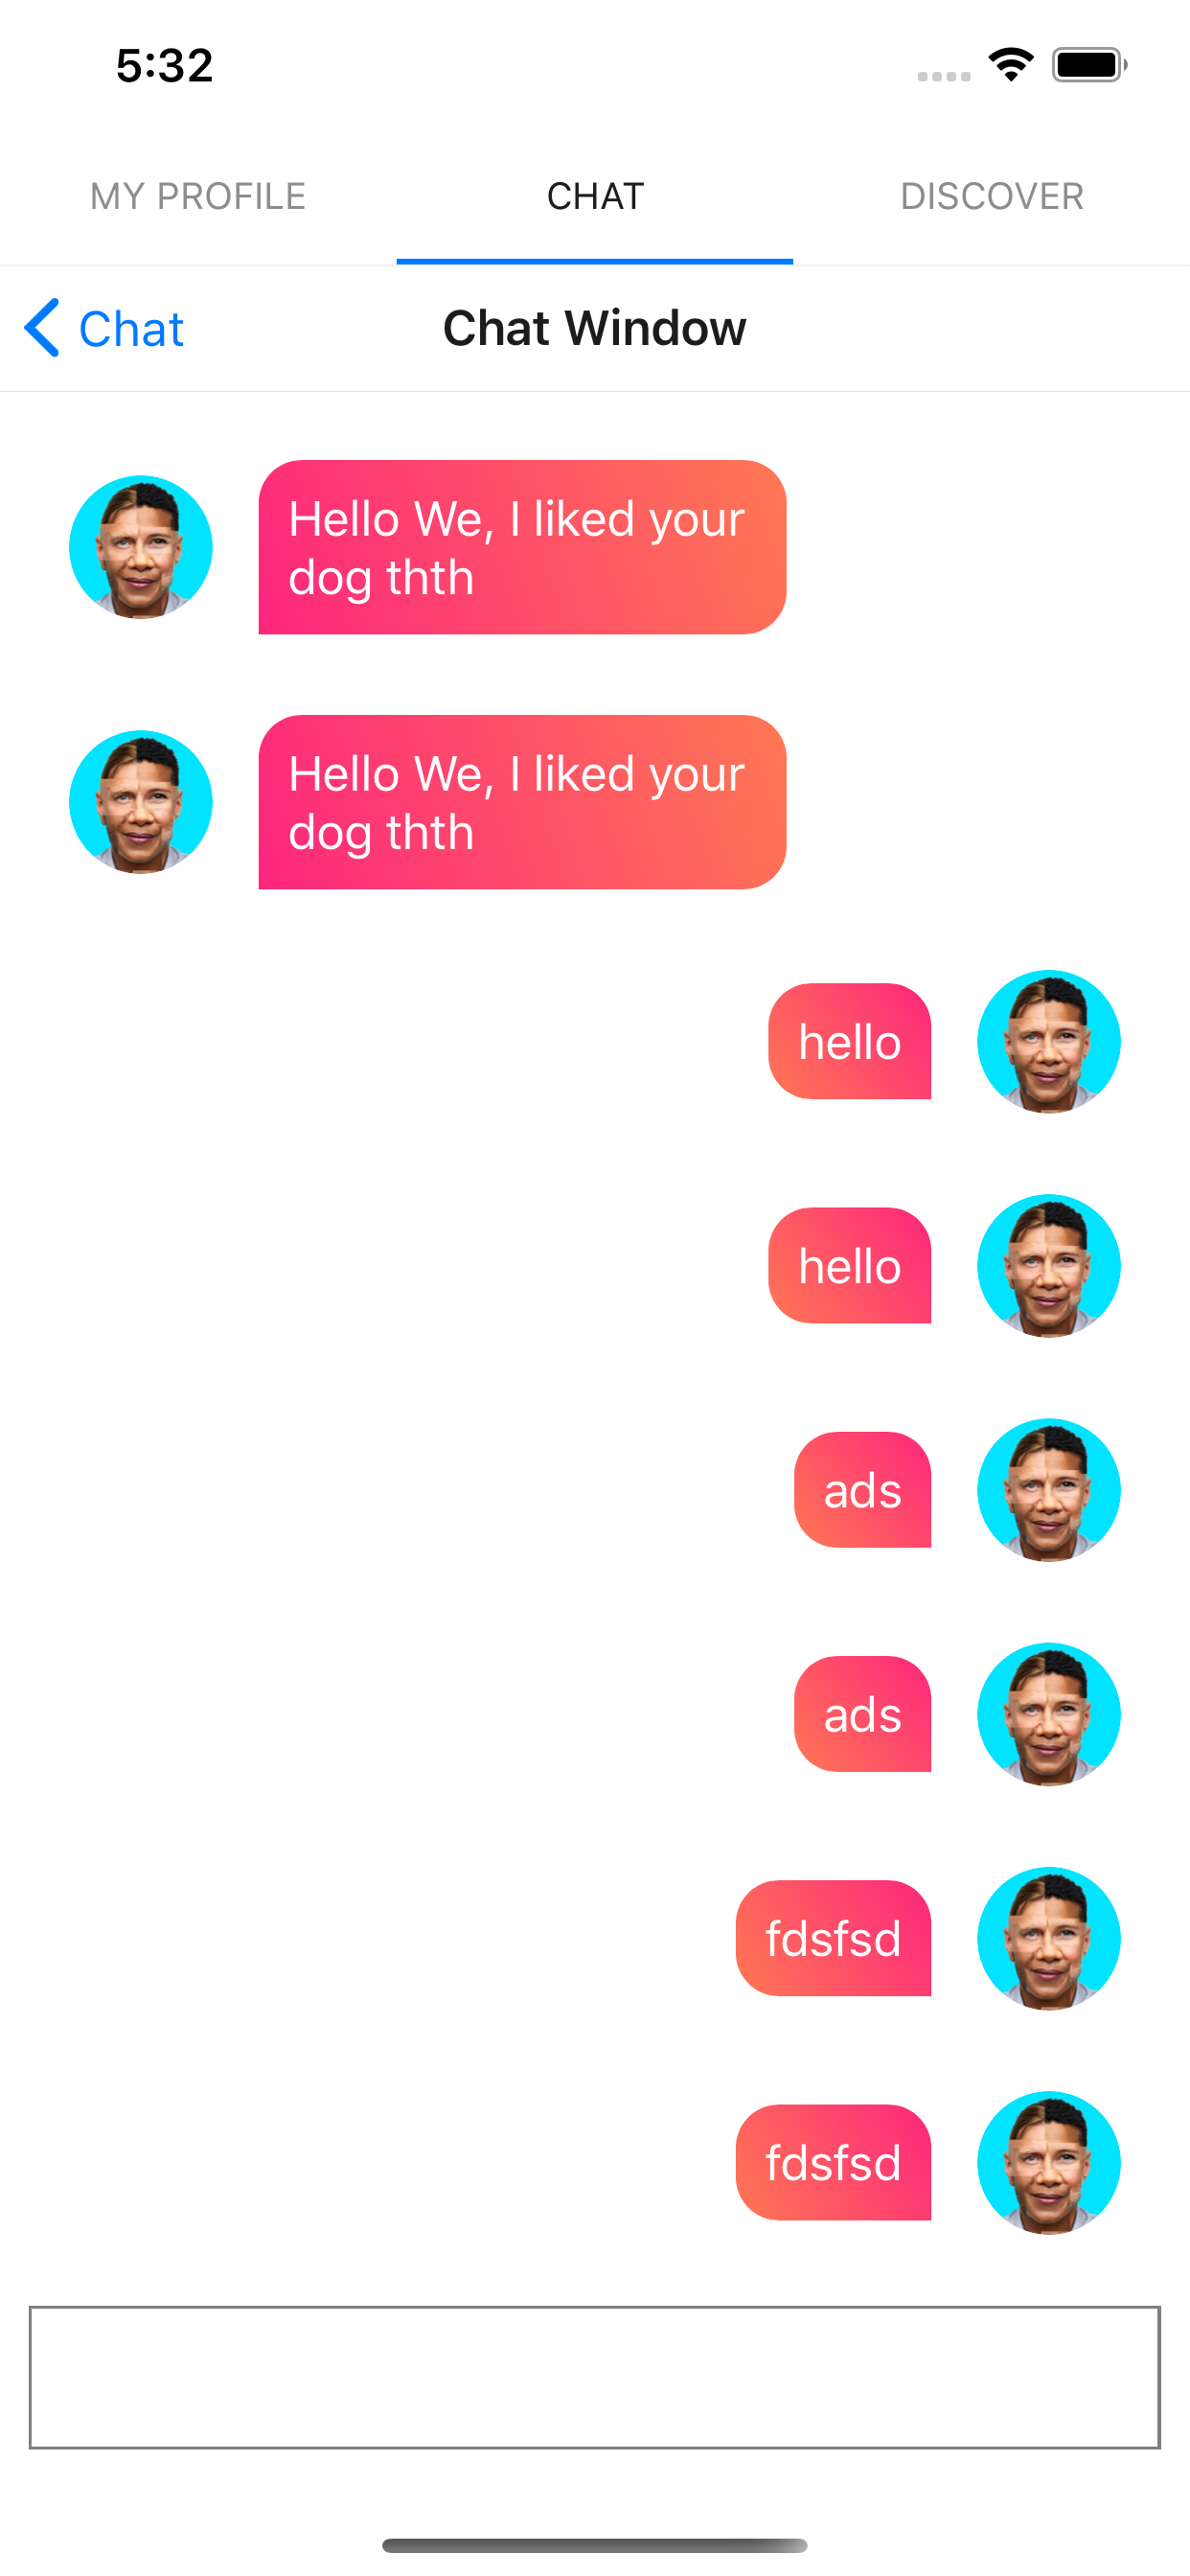 5:32
MY PROFILE
CHAT
DISCOVER
Chat
Chat Window
Hello We, I liked your
dog thth
Hello We, I liked your
dog thth
hello
hello
ads
ads
fdsfsd
fdsfsd